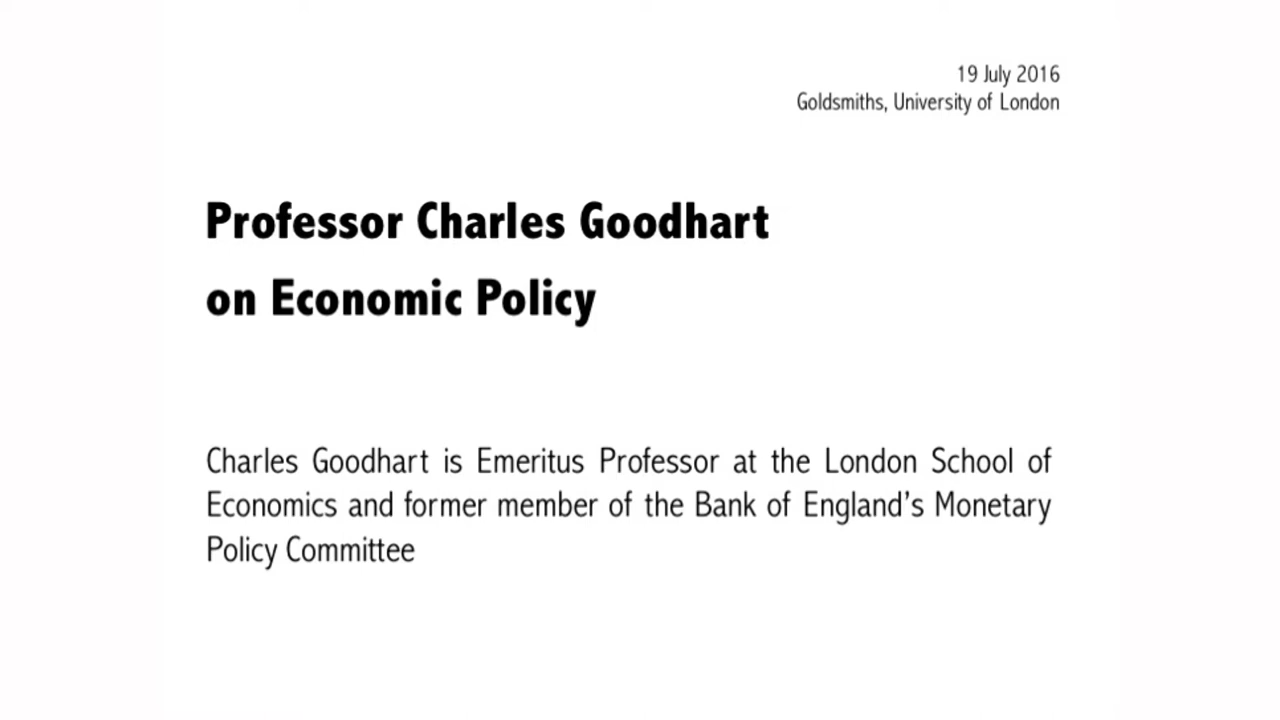 19 July 2016
Goldsmiths, University of London
Professor Charles Goodhart
on Economic Policy
Charles Goodhart is Emeritus Professor at the London School of
Economics and former member of the Bank of England’s Monetary
Policy Committee